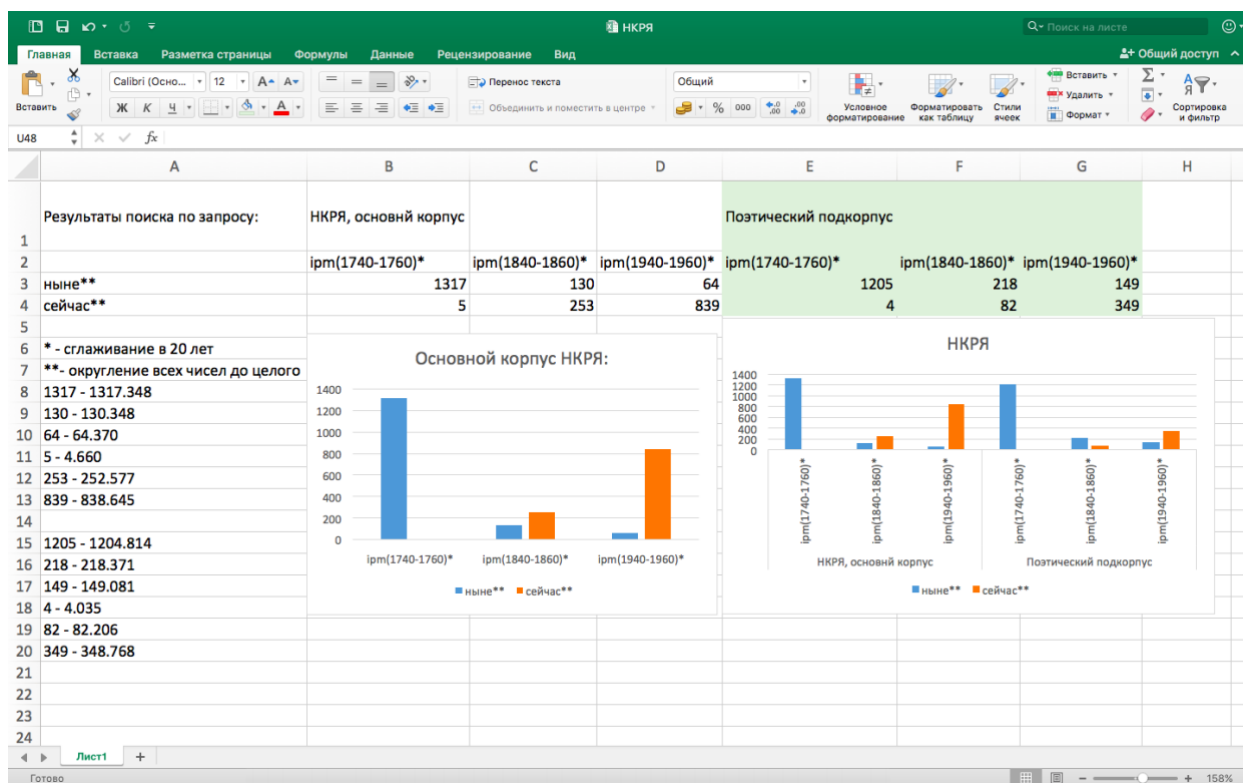 НКРЯ
Поиск на листе
Главная Вставка Разметка страницы Формулы Данные Рецензирование Вид Общий доступ
Вставить
Calibri (Осно... 12 A A
Ж К Ч А
Перенос текста
Объединить и поместить в центре
Общий
% 000 ,0 ,00 ,00 ,0
Условное форматирование
Форматировать как таблицу
Стили ячеек
Вставить
Удалить
Формат
Сортировка и фильтр
U48 fx
A B C D E F G H
1 Результаты поиска по запросу: НКРЯ, основнй корпус Поэтический подкорпус
2 ipm(1740-1760)* ipm(1840-1860)* ipm(1940-1960)* ipm(1740-1760)* ipm(1840-1860)* ipm(1940-1960)*
3 ныне** 1317 130 64 1205 218 149
4 сейчас** 5 253 839 4 82 349
5
6 * - сглаживание в 20 лет
7 **- округление всех чисел до целого
8 1317 - 1317.348
9 130 - 130.348
10 64 - 64.370
11 5 - 4.660
12 253 - 252.577
13 839 - 838.645
14
15 1205 - 1204.814
16 218 - 218.371
17 149 - 149.081
18 4 - 4.035
19 82 - 82.206
20 349 - 348.768
21
22
23
24
Основной корпус НКРЯ:
1400
1200
1000
800
600
400
200
0
ipm(1740-1760)* ipm(1840-1860)* ipm(1940-1960)*
ныне** сейчас**
НКРЯ
1400
1200
1000
800
600
400
200
0
ipm(1740-1760)*
ipm(1840-1860)*
ipm(1940-1960)*
ipm(1740-1760)*
ipm(1840-1860)*
ipm(1940-1960)*
НКРЯ, основнй корпус Поэтический подкорпус
ныне** сейчас**
Лист1 +
Готово 158%